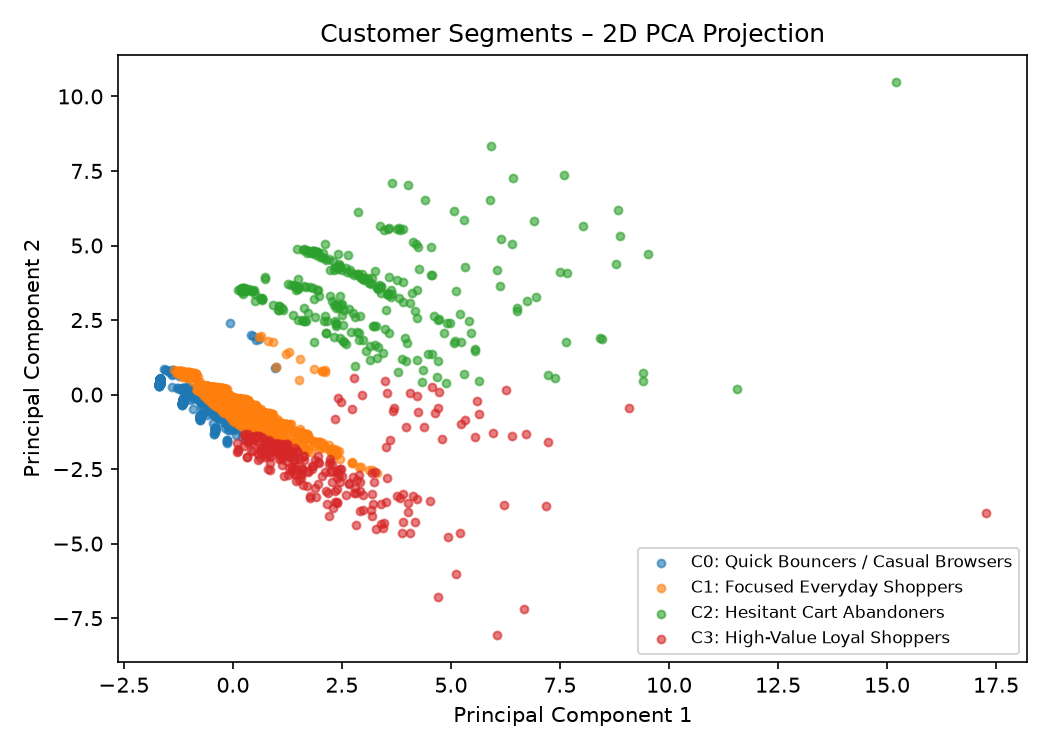 Customer Segments – 2D PCA Projection
Principal Component 2
10.0
7.5
5.0
2.5
0.0
−2.5
−5.0
−7.5
C0: Quick Bouncers / Casual Browsers
C1: Focused Everyday Shoppers
C2: Hesitant Cart Abandoners
C3: High-Value Loyal Shoppers
−2.5 0.0 2.5 5.0 7.5 10.0 12.5 15.0 17.5
Principal Component 1